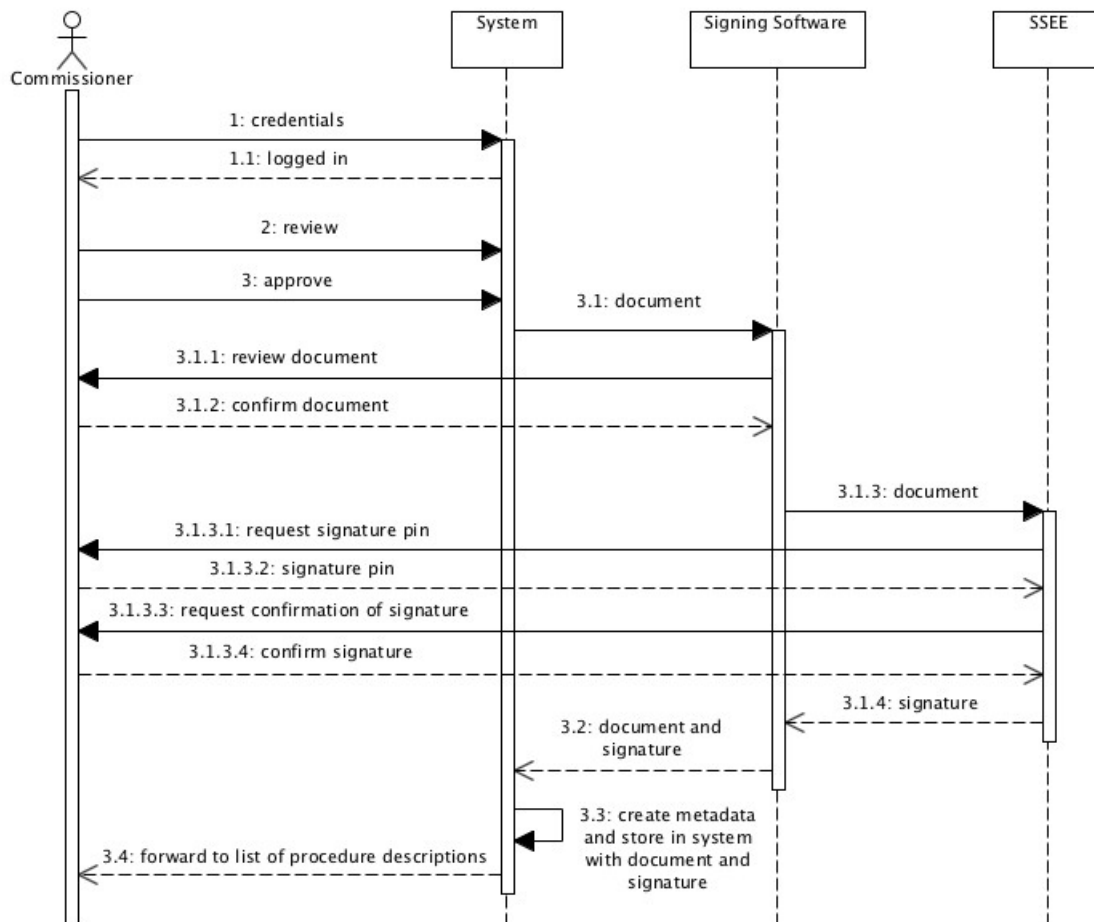 System
Signing Software
SSEE
Commissioner
1: credentials
1.1: logged in
2: review
3: approve
3.1: document
3.1.1: review document
3.1.2: confirm document
3.1.3: document
3.1.3.1: request signature pin
3.1.3.2: signature pin
3.1.3.3: request confirmation of signature
3.1.3.4: confirm signature
3.1.4: signature
3.2: document and
signature
3.3: create metadata
and store in system
with document and
signature
3.4: forward to list of procedure descriptions